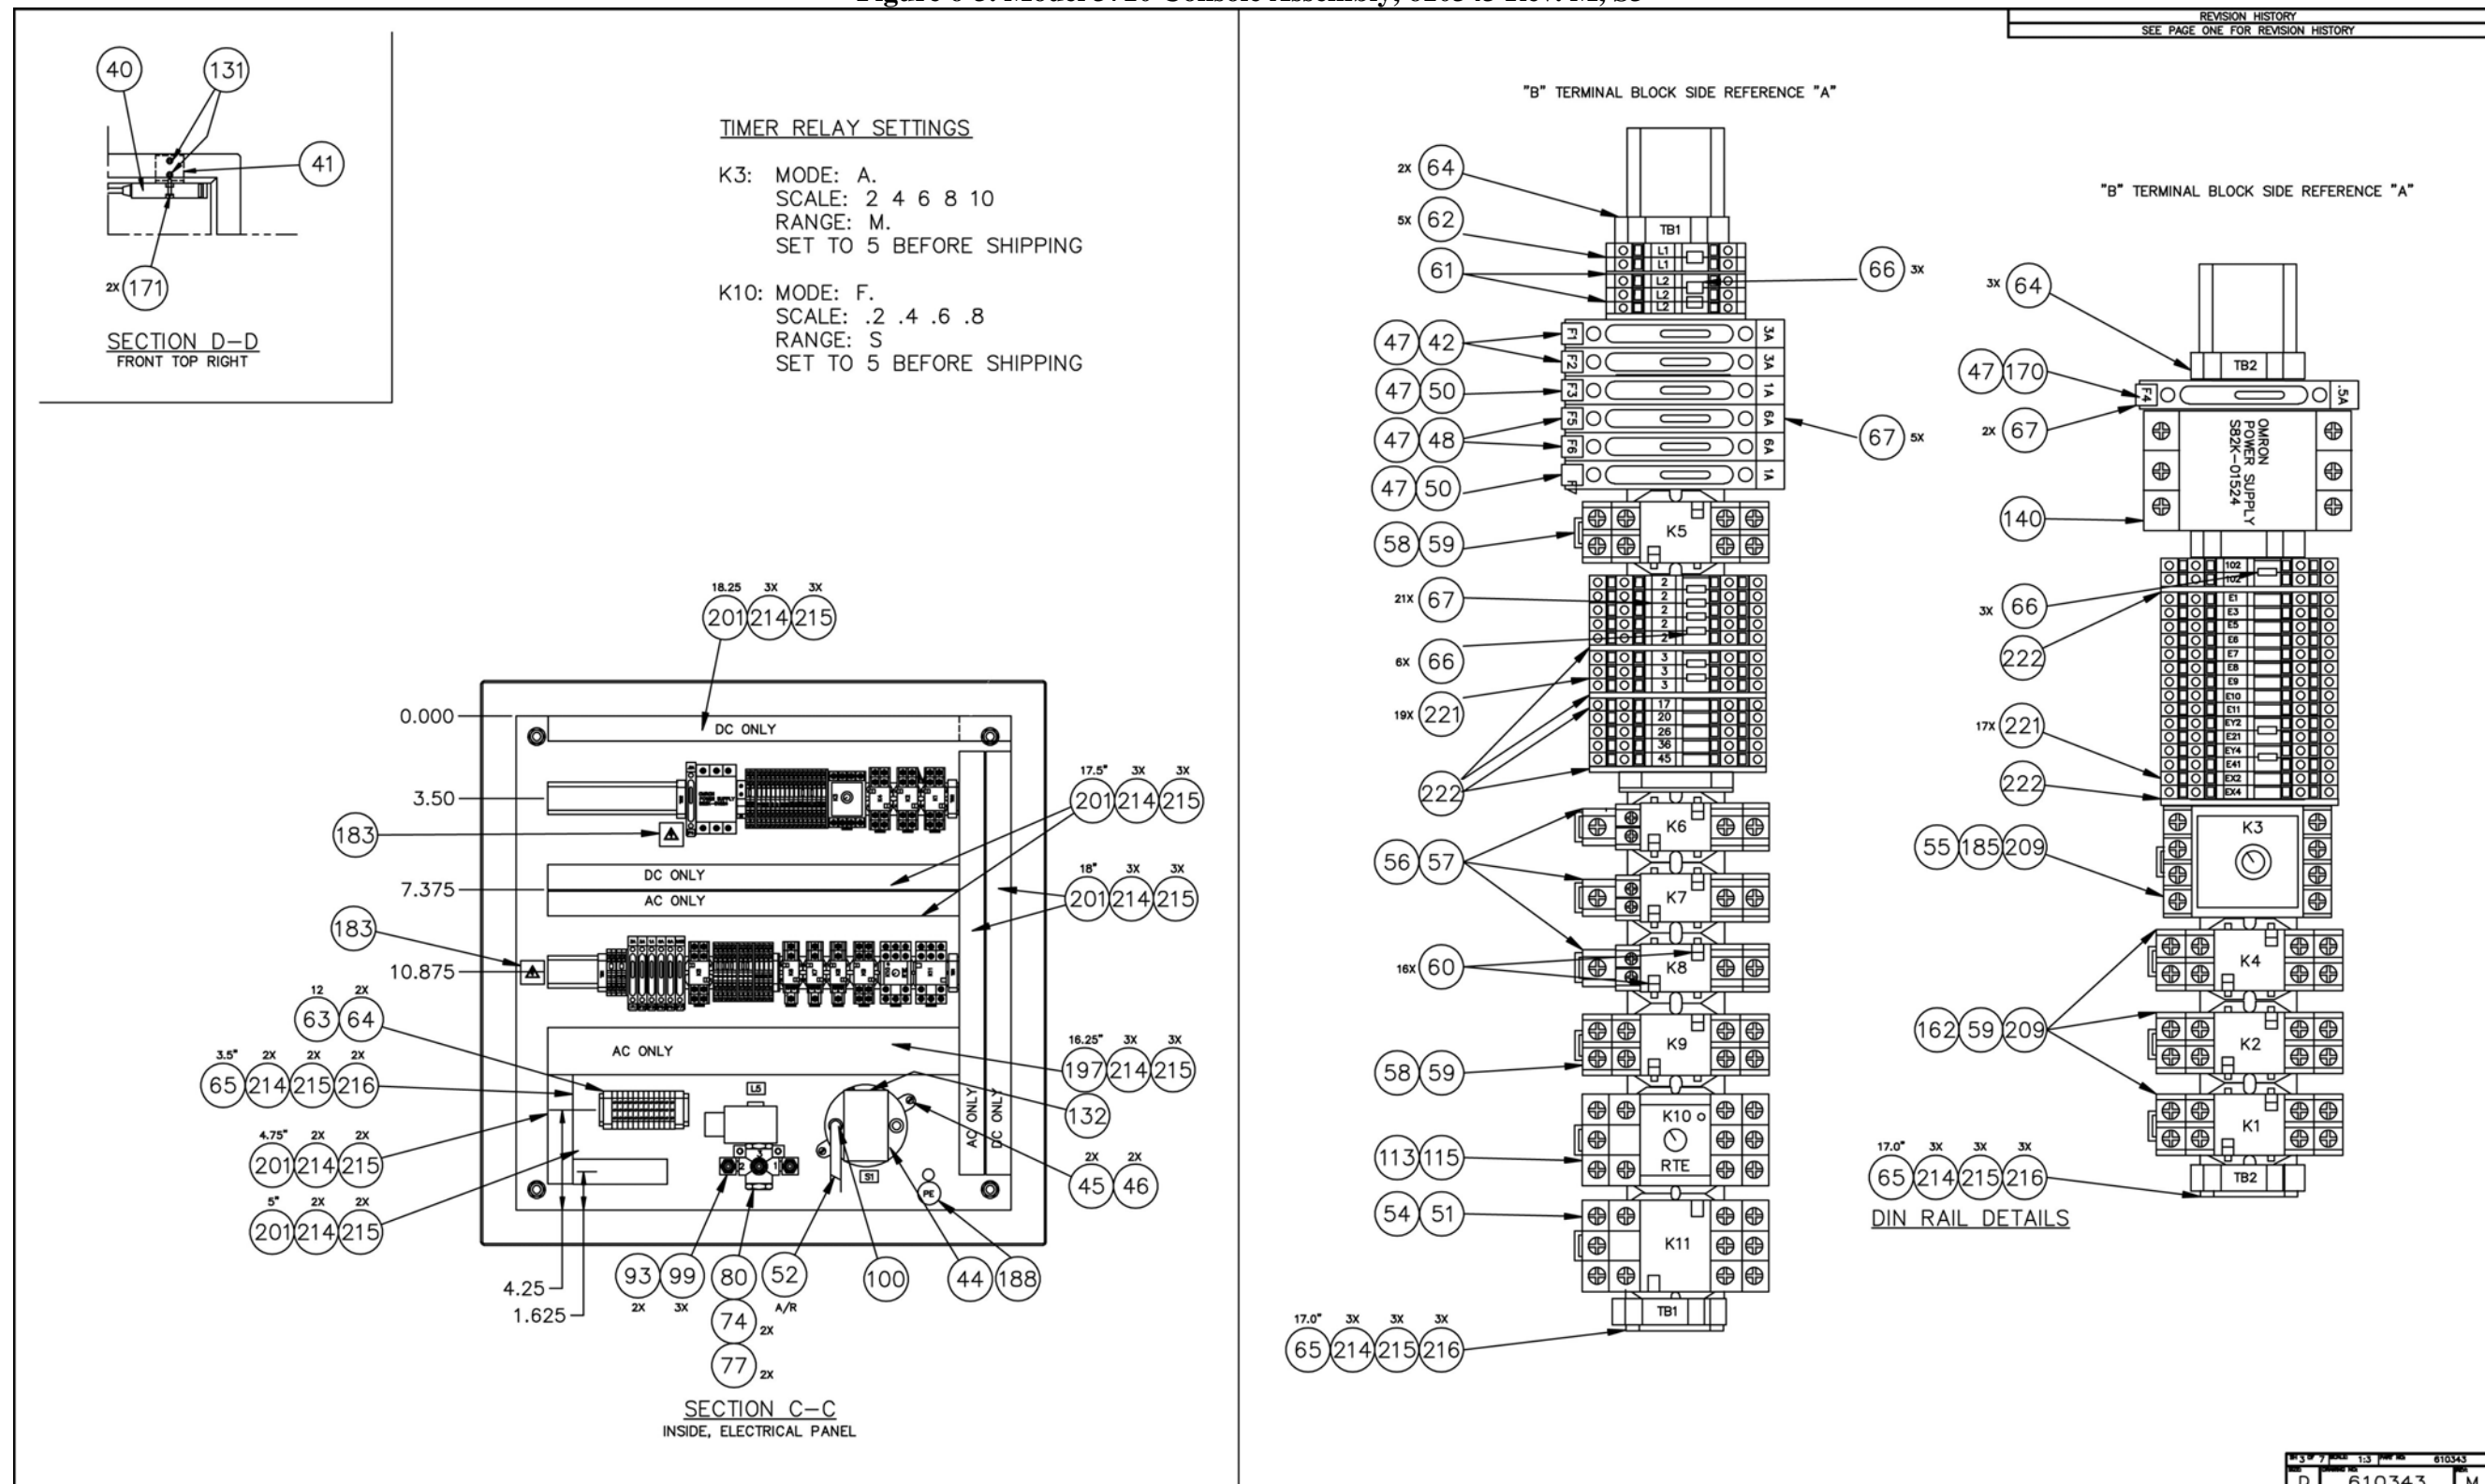 REVISION HISTORY
SEE PAGE ONE FOR REVISION HISTORY
40
131
41
2X 171
SECTION D-D
FRONT TOP RIGHT
TIMER RELAY SETTINGS
K3: MODE: A.
SCALE: 2 4 6 8 10
RANGE: M.
SET TO 5 BEFORE SHIPPING
K10: MODE: F.
SCALE: .2 .4 .6 .8
RANGE: S
SET TO 5 BEFORE SHIPPING
18.25 3X 3X
201 214 215
0.000
DC ONLY
3.50
183
17.5" 3X 3X
201 214 215
DC ONLY
7.375
AC ONLY
18" 3X 3X
201 214 215
183
10.875
12 2X
63 64
AC ONLY
16.25" 3X 3X
197 214 215
3.5" 2X 2X 2X
65 214 215 216
L5
132
AC ONLY
DC ONLY
4.75" 2X 2X
201 214 215
3
2 1
S1
PE
2X 2X
45 46
5" 2X 2X
201 214 215
4.25
1.625
93 99 80 52 100 44 188
2X 3X A/R
74 2X
77 2X
SECTION C-C
INSIDE, ELECTRICAL PANEL
"B" TERMINAL BLOCK SIDE REFERENCE "A"
2X 64
TB1
5X 62
L1
L1
61
66 3X
L2
L2
L2
47 42
F1 3A
F2 3A
47 50
F3 1A
47 48
F5 6A
67 5X
F6 6A
47 50
1A
58 59
K5
21X 67
2
2
2
2
2
6X 66
3
3
3
19X 221
17
20
26
36
45
222
56 57
K6
K7
16X 60
K8
58 59
K9
113 115
K10
RTE
54 51
K11
TB1
17.0" 3X 3X 3X
65 214 215 216
"B" TERMINAL BLOCK SIDE REFERENCE "A"
3X 64
TB2
47 170
F4 .5A
2X 67
OMRON
POWER SUPPLY
S82K-01524
140
102
102
3X 66
E1
E3
E5
E6
222
E7
E8
E9
E10
E11
EY2
17X 221
E21
EY4
E41
EX2
222
EX4
55 185 209
K3
K4
162 59 209
K2
K1
17.0" 3X 3X 3X
65 214 215 216
TB2
DIN RAIL DETAILS
3 OF 7 1:3 610343
610343